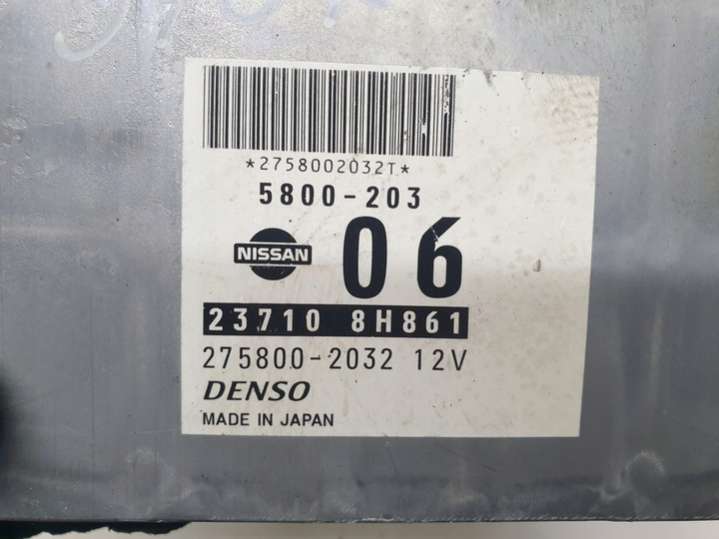 *2758002032T*
5800-203
NISSAN 06
23710 8H861
275800-2032 12V
DENSO
MADE IN JAPAN